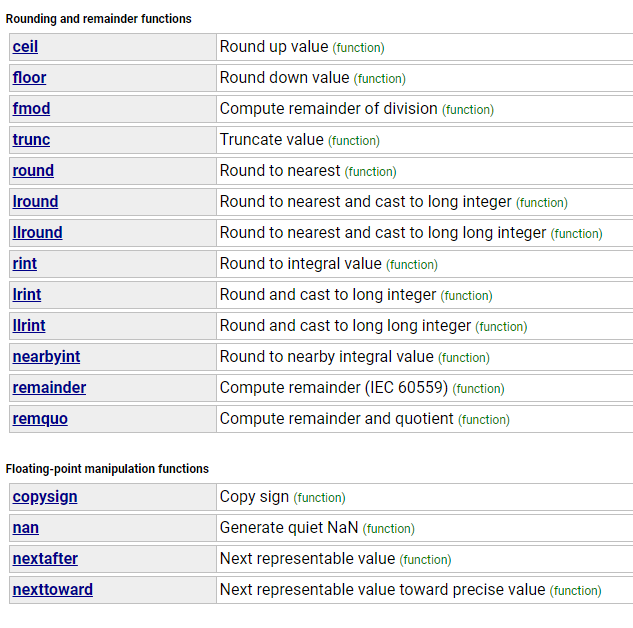 Rounding and remainder functions
ceil Round up value (function)
floor Round down value (function)
fmod Compute remainder of division (function)
trunc Truncate value (function)
round Round to nearest (function)
lround Round to nearest and cast to long integer (function)
llround Round to nearest and cast to long long integer (function)
rint Round to integral value (function)
lrint Round and cast to long integer (function)
llrint Round and cast to long long integer (function)
nearbyint Round to nearby integral value (function)
remainder Compute remainder (IEC 60559) (function)
remquo Compute remainder and quotient (function)
Floating-point manipulation functions
copysign Copy sign (function)
nan Generate quiet NaN (function)
nextafter Next representable value (function)
nexttoward Next representable value toward precise value (function)